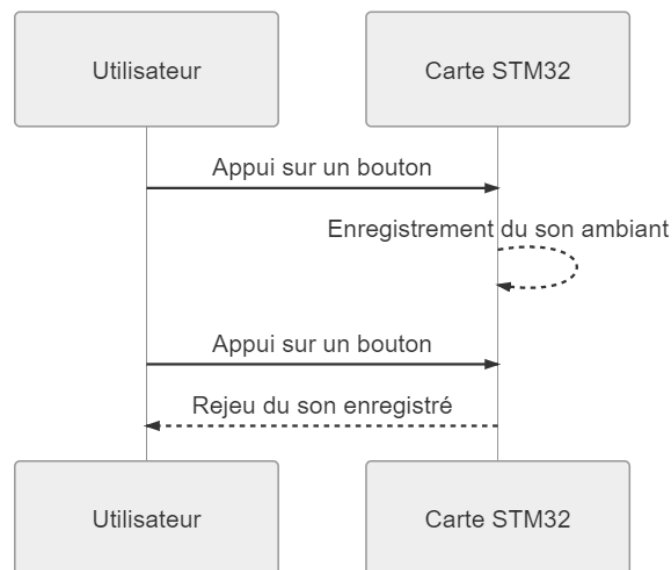 Utilisateur
Carte STM32
Appui sur un bouton
Enregistrement du son ambiant
Appui sur un bouton
Rejeu du son enregistré
Utilisateur
Carte STM32